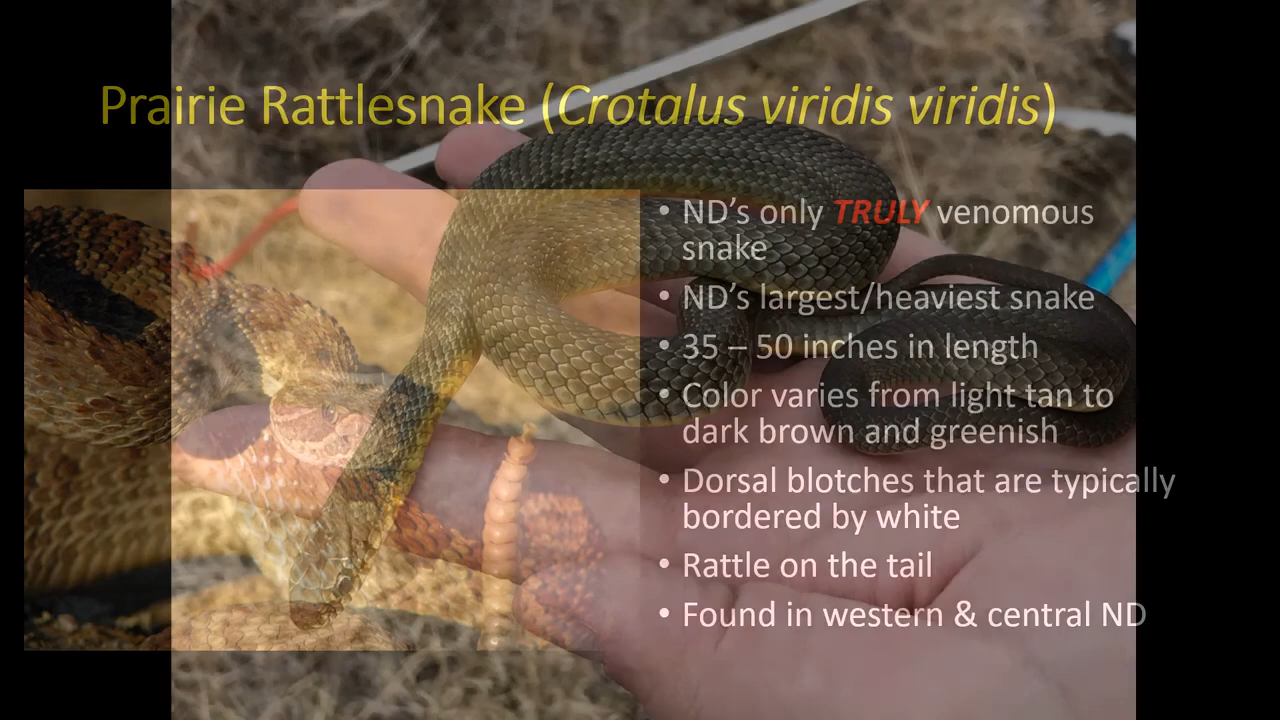 Prairie Rattlesnake (Crotalus viridis viridis)
• ND’s only TRULY venomous
snake
• ND’s largest/heaviest snake
• 35 – 50 inches in length
• Color varies from light tan to
dark brown and greenish
• Dorsal blotches that are typically
bordered by white
• Rattle on the tail
• Found in western & central ND